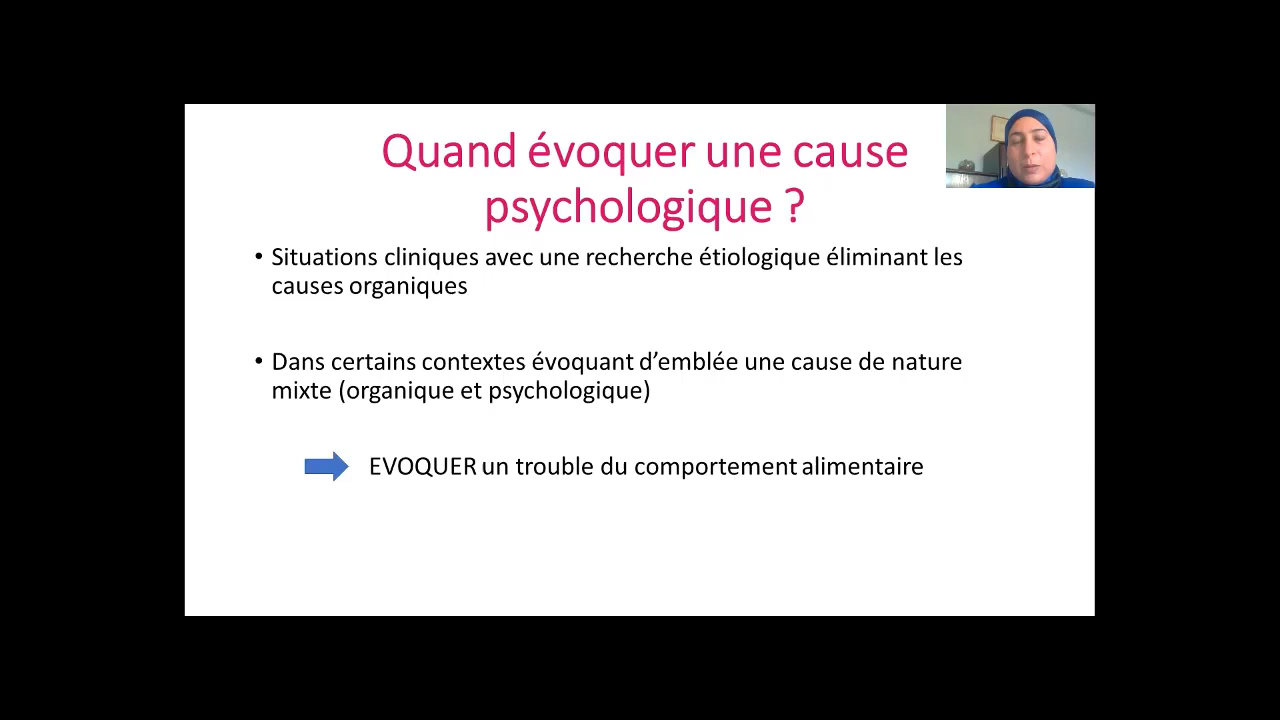 Quand évoquer une cause
psychologique ?
• Situations cliniques avec une recherche étiologique éliminant les
causes organiques
• Dans certains contextes évoquant d’emblée une cause de nature
mixte (organique et psychologique)
EVOQUER un trouble du comportement alimentaire